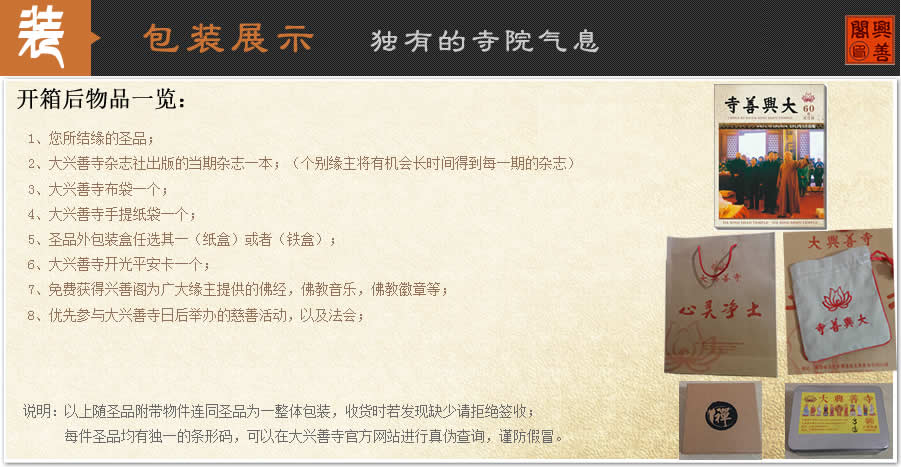 装
包装展示 独有的寺院气息
興善閣圖
开箱后物品一览：
1、您所结缘的圣品；
2、大兴善寺杂志社出版的当期杂志一本；（个别缘主将有机会长时间得到每一期的杂志）
3、大兴善寺布袋一个；
4、大兴善寺手提纸袋一个；
5、圣品外包装盒任选其一（纸盒）或者（铁盒）；
6、大兴善寺开光平安卡一个；
7、免费获得兴善阁为广大缘主提供的佛经，佛教音乐，佛教徽章等；
8、优先参与大兴善寺日后举办的慈善活动，以及法会；
说明：以上随圣品附带物件连同圣品为一整体包装，收货时若发现缺少请拒绝签收；
每件圣品均有独一的条形码，可以在大兴善寺官方网站进行真伪查询，谨防假冒。
大興善寺
60
大興善寺
心灵净土
大興善寺
大興善寺
禪
大興善寺